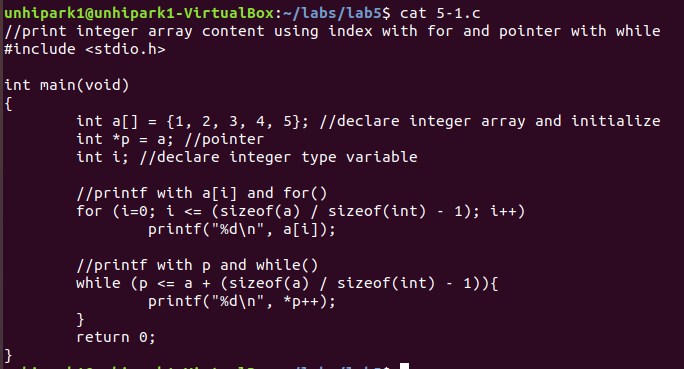 unhipark1@unhipark1-VirtualBox:~/labs/lab5$ cat 5-1.c
//print integer array content using index with for and pointer with while
#include <stdio.h>

int main(void)
{
        int a[] = {1, 2, 3, 4, 5}; //declare integer array and initialize
        int *p = a; //pointer
        int i; //declare integer type variable

        //printf with a[i] and for()
        for (i=0; i <= (sizeof(a) / sizeof(int) - 1); i++)
                printf("%d\n", a[i]);

        //printf with p and while()
        while (p <= a + (sizeof(a) / sizeof(int) - 1)){
                printf("%d\n", *p++);
        }
        return 0;
}